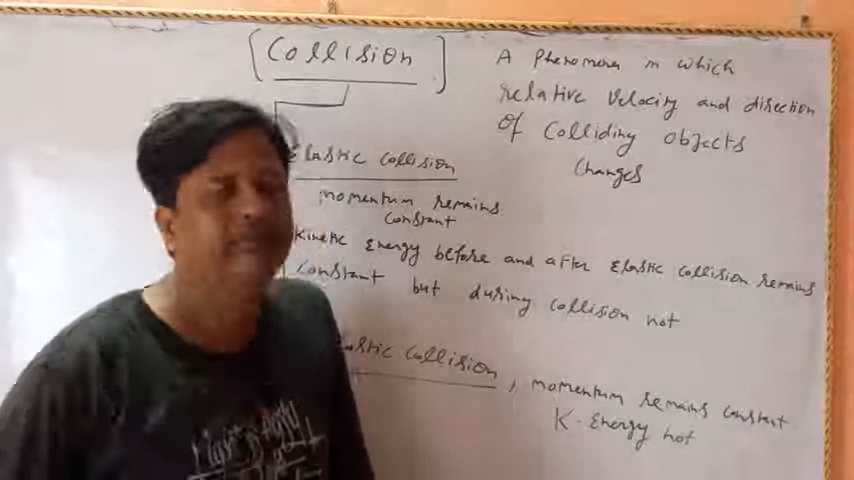 Collision
A Phenomena in which
relative velocity and direction
of Colliding objects
Changes
Elastic Collision
momentum remains
constant
Kinetic Energy before and after Elastic Collision remains
Constant but during collision not
lastic Collision, momentum remains constant
K. Energy not